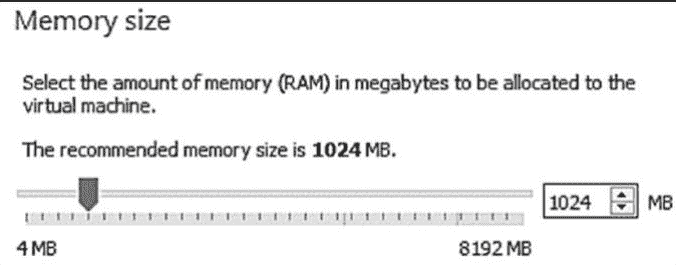 Memory size
Select the amount of memory (RAM) in megabytes to be allocated to the
virtual machine.
The recommended memory size is 1024 MB.
1024 MB
4 MB 8192 MB